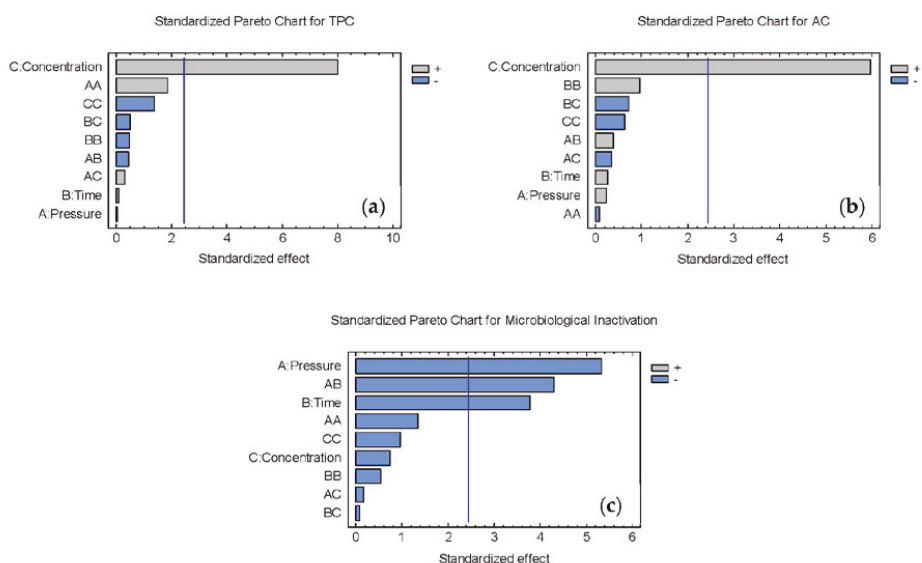 Standardized Pareto Chart for TPC
C:Concentration
AA
CC
BC
BB
AB
AC
B:Time
A:Pressure
+
-
(a)
0 2 4 6 8 10
Standardized effect
Standardized Pareto Chart for AC
C:Concentration
BB
BC
CC
AB
AC
B:Time
A:Pressure
AA
+
-
(b)
0 1 2 3 4 5 6
Standardized effect
Standardized Pareto Chart for Microbiological Inactivation
A:Pressure
AB
B:Time
AA
CC
C:Concentration
BB
AC
BC
+
-
(c)
0 1 2 3 4 5 6
Standardized effect